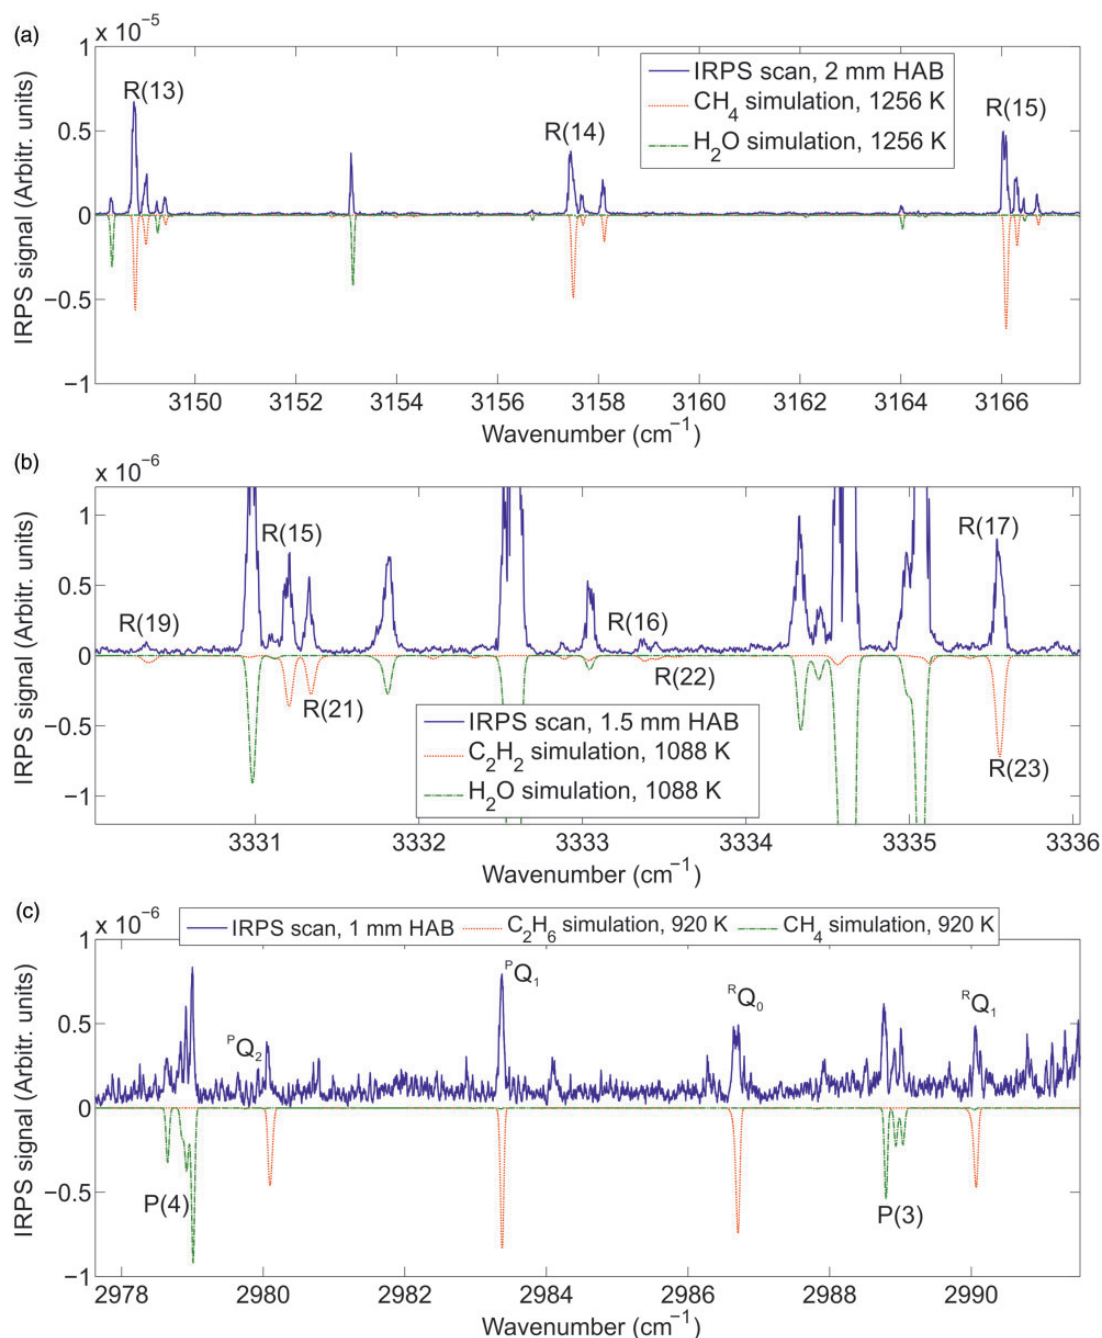 (a)
x 10⁻⁵
1
0.5
0
−0.5
−1
IRPS signal (Arbitr. units)
R(13)
R(14)
R(15)
IRPS scan, 2 mm HAB
CH₄ simulation, 1256 K
H₂O simulation, 1256 K
3150 3152 3154 3156 3158 3160 3162 3164 3166
Wavenumber (cm⁻¹)
(b)
x 10⁻⁶
1
0.5
0
−0.5
−1
IRPS signal (Arbitr. units)
R(19)
R(15)
R(21)
R(16)
R(22)
R(17)
R(23)
IRPS scan, 1.5 mm HAB
C₂H₂ simulation, 1088 K
H₂O simulation, 1088 K
3331 3332 3333 3334 3335 3336
Wavenumber (cm⁻¹)
(c)
x 10⁻⁶
IRPS scan, 1 mm HAB C₂H₆ simulation, 920 K CH₄ simulation, 920 K
1
0.5
0
−0.5
−1
IRPS signal (Arbitr. units)
ᴾQ₂
ᴾQ₁
ᴿQ₀
ᴿQ₁
P(4)
P(3)
2978 2980 2982 2984 2986 2988 2990
Wavenumber (cm⁻¹)